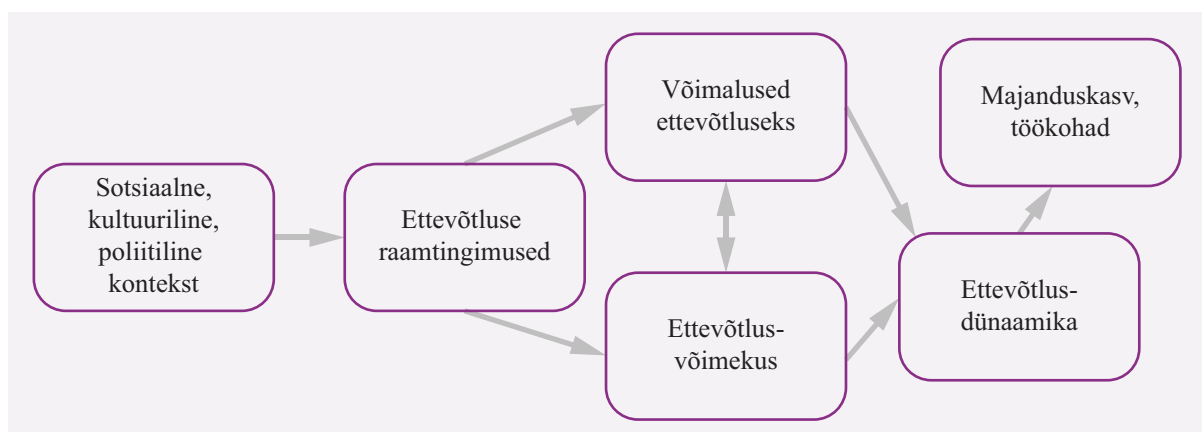 Sotsiaalne,
kultuuriline,
poliitiline
kontekst
Ettevõtluse
raamtingimused
Võimalused
ettevõtluseks
Ettevõtlus-
võimekus
Ettevõtlus-
dünaamika
Majanduskasv,
töökohad